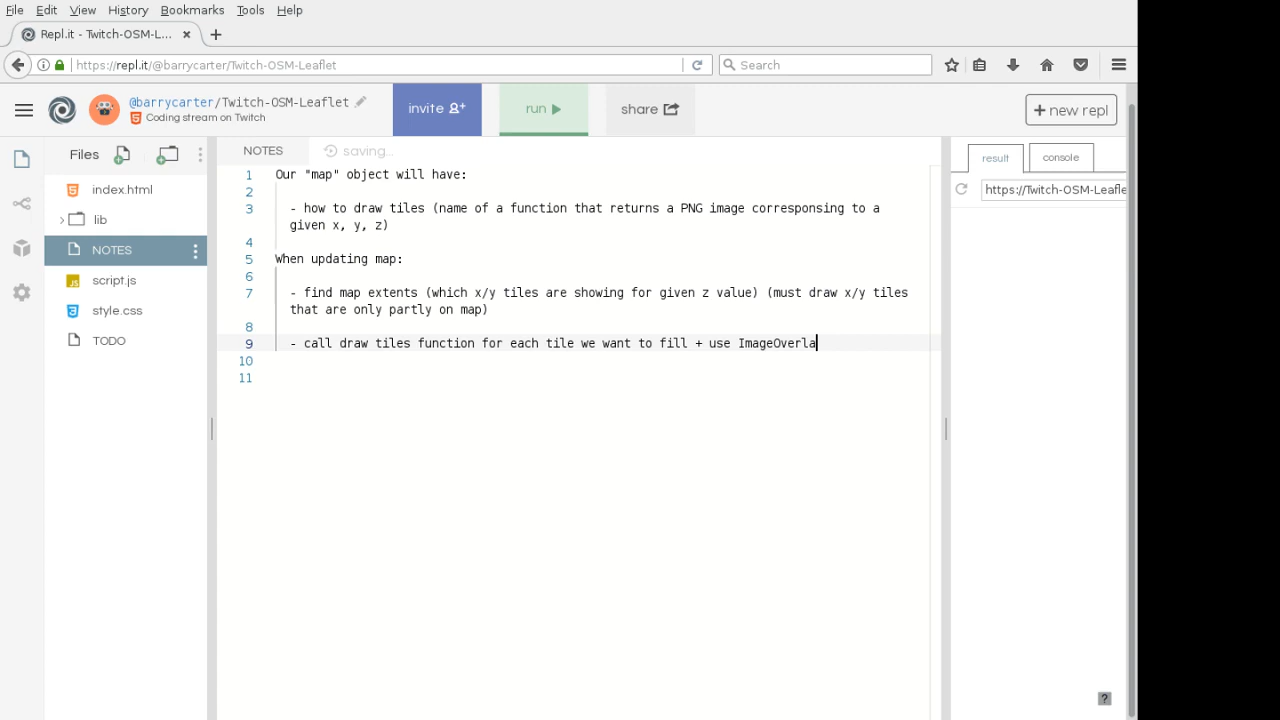 File Edit View History Bookmarks Tools Help
Repl.it - Twitch-OSM-L...
https://repl.it/@barrycarter/Twitch-OSM-Leaflet
Search
@barrycarter/Twitch-OSM-Leaflet
Coding stream on Twitch
invite
run
share
+ new repl
Files
NOTES
saving...
result
console
https://Twitch-OSM-Leafle
index.html
lib
NOTES
script.js
style.css
TODO
1 Our "map" object will have:
2
3 - how to draw tiles (name of a function that returns a PNG image corresponsing to a
given x, y, z)
4
5 When updating map:
6
7 - find map extents (which x/y tiles are showing for given z value) (must draw x/y tiles
that are only partly on map)
8
9 - call draw tiles function for each tile we want to fill + use ImageOverla
10
11
?